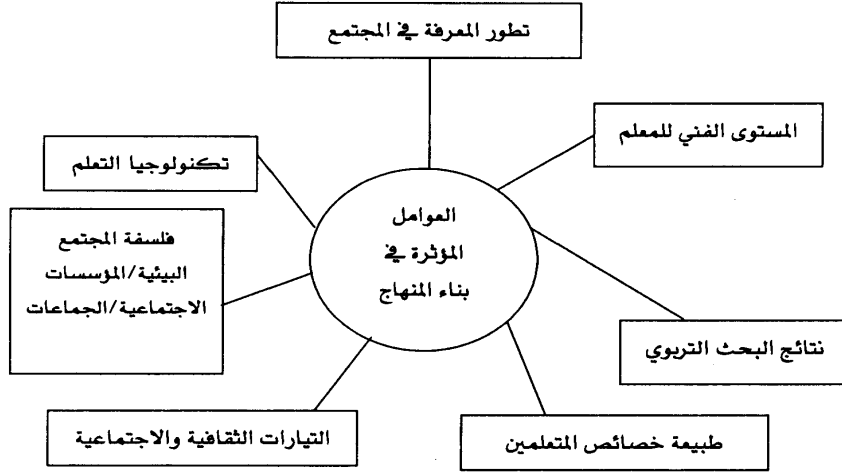 تطور المعرفة في المجتمع
المستوى الفني للمعلم
تكنولوجيا التعلم
العوامل
المؤثرة في
بناء المنهاج
فلسفة المجتمع
البيئية/المؤسسات
الاجتماعية/الجماعات
نتائج البحث التربوي
التيارات الثقافية والاجتماعية
طبيعة خصائص المتعلمين